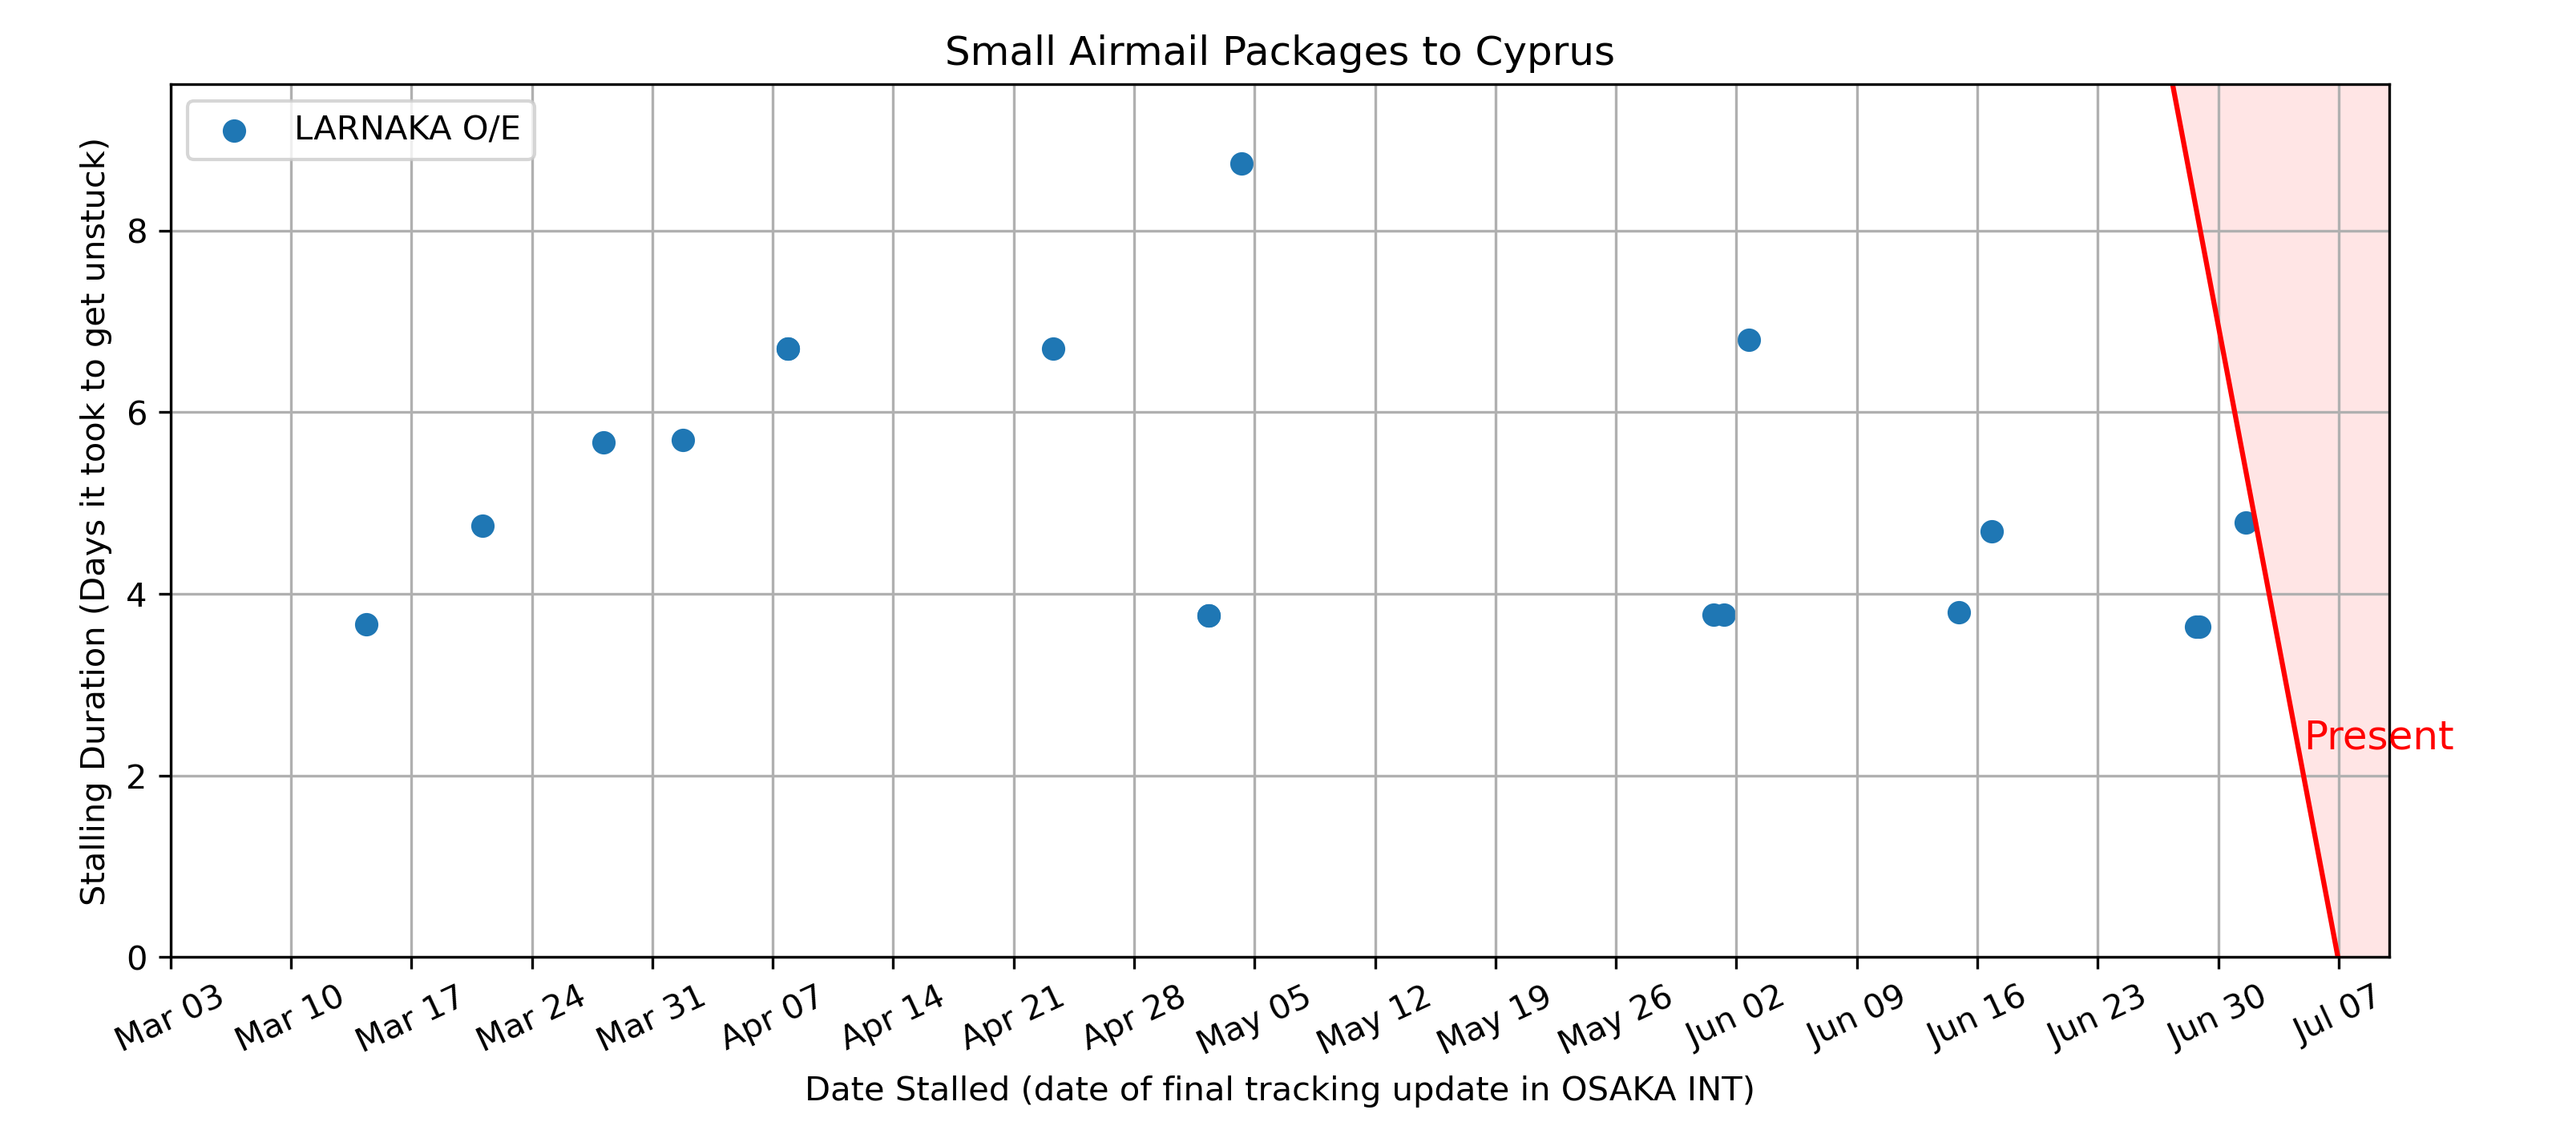 Small Airmail Packages to Cyprus
LARNAKA O/E
Stalling Duration (Days it took to get unstuck)
8
6
4
2
0
Present
Mar 03
Mar 10
Mar 17
Mar 24
Mar 31
Apr 07
Apr 14
Apr 21
Apr 28
May 05
May 12
May 19
May 26
Jun 02
Jun 09
Jun 16
Jun 23
Jun 30
Jul 07
Date Stalled (date of final tracking update in OSAKA INT)